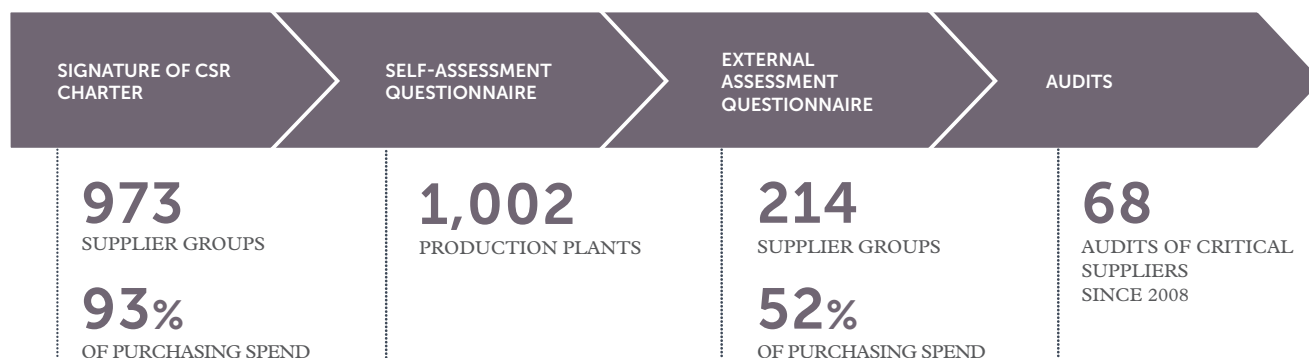 SIGNATURE OF CSR
CHARTER
SELF-ASSESSMENT
QUESTIONNAIRE
EXTERNAL
ASSESSMENT
QUESTIONNAIRE
AUDITS
973
SUPPLIER GROUPS
93%
OF PURCHASING SPEND
1,002
PRODUCTION PLANTS
214
SUPPLIER GROUPS
52%
OF PURCHASING SPEND
68
AUDITS OF CRITICAL
SUPPLIERS
SINCE 2008